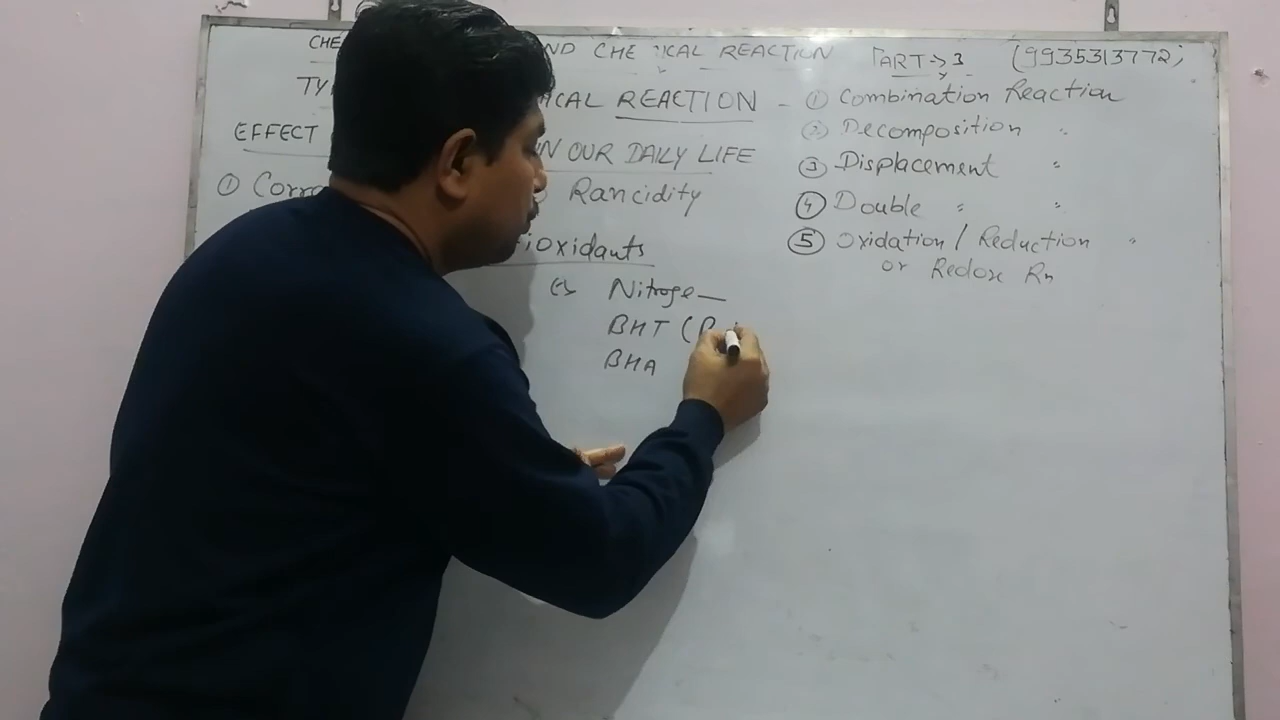 CHE ND CHEMICAL REACTION PART → 3 (9935313772)
TY ICAL REACTION - ① Combination Reaction
② Decomposition "
EFFECT N OUR DAILY LIFE
③ Displacement "
① Corro Rancidity
④ Double " "
ioxidants
⑤ Oxidation / Reduction "
or Redox Rn
Nitroge—
BHT (B
BHA